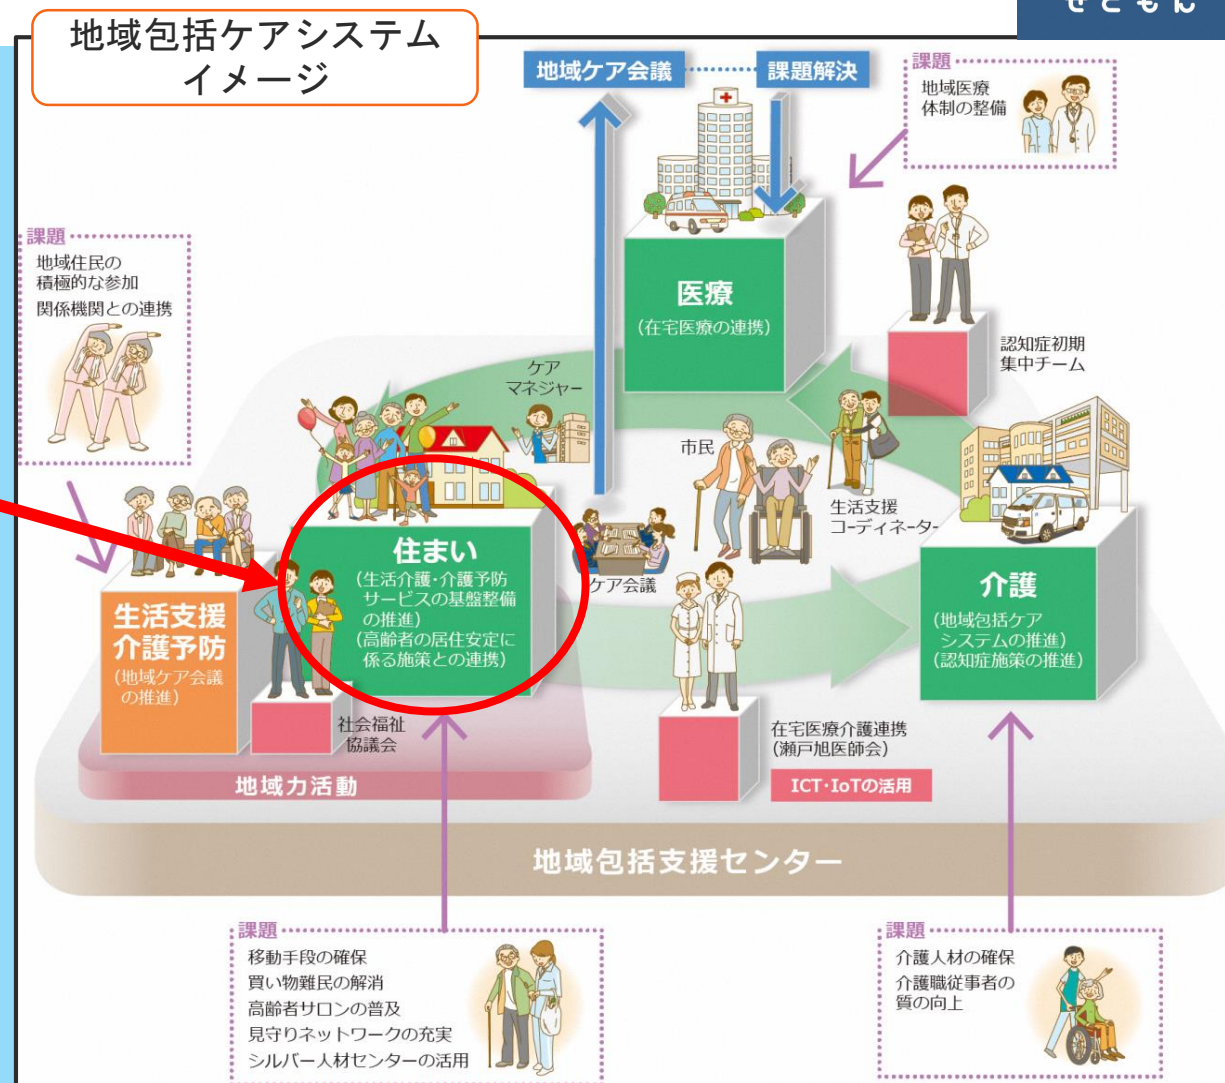 せともん
地域包括ケアシステム
イメージ
地域ケア会議
課題解決
課題
地域医療
体制の整備
課題
地域住民の
積極的な参加
関係機関との連携
医療
(在宅医療の連携)
認知症初期
集中チーム
ケア
マネジャー
市民
生活支援
コーディネーター
住まい
(生活介護・介護予防
サービスの基盤整備
の推進)
(高齢者の居住安定に
係る施策との連携)
ケア会議
介護
(地域包括ケア
システムの推進)
(認知症施策の推進)
生活支援
介護予防
(地域ケア会議
の推進)
社会福祉
協議会
在宅医療介護連携
(瀬戸旭医師会)
ICT・IoTの活用
地域力活動
地域包括支援センター
課題
移動手段の確保
買い物難民の解消
高齢者サロンの普及
見守りネットワークの充実
シルバー人材センターの活用
課題
介護人材の確保
介護職従事者の
質の向上